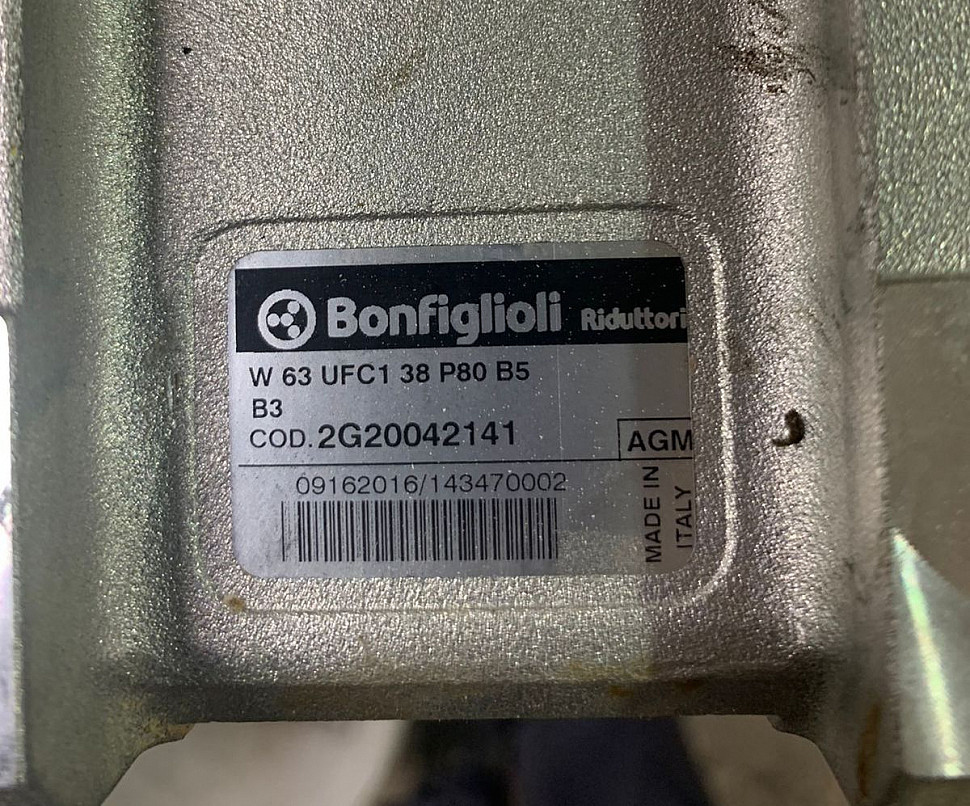 Bonfiglioli Riduttori
W 63 UFC1 38 P80 B5
B3
COD. 2G20042141
AGM
09162016/143470002
MADE IN
ITALY